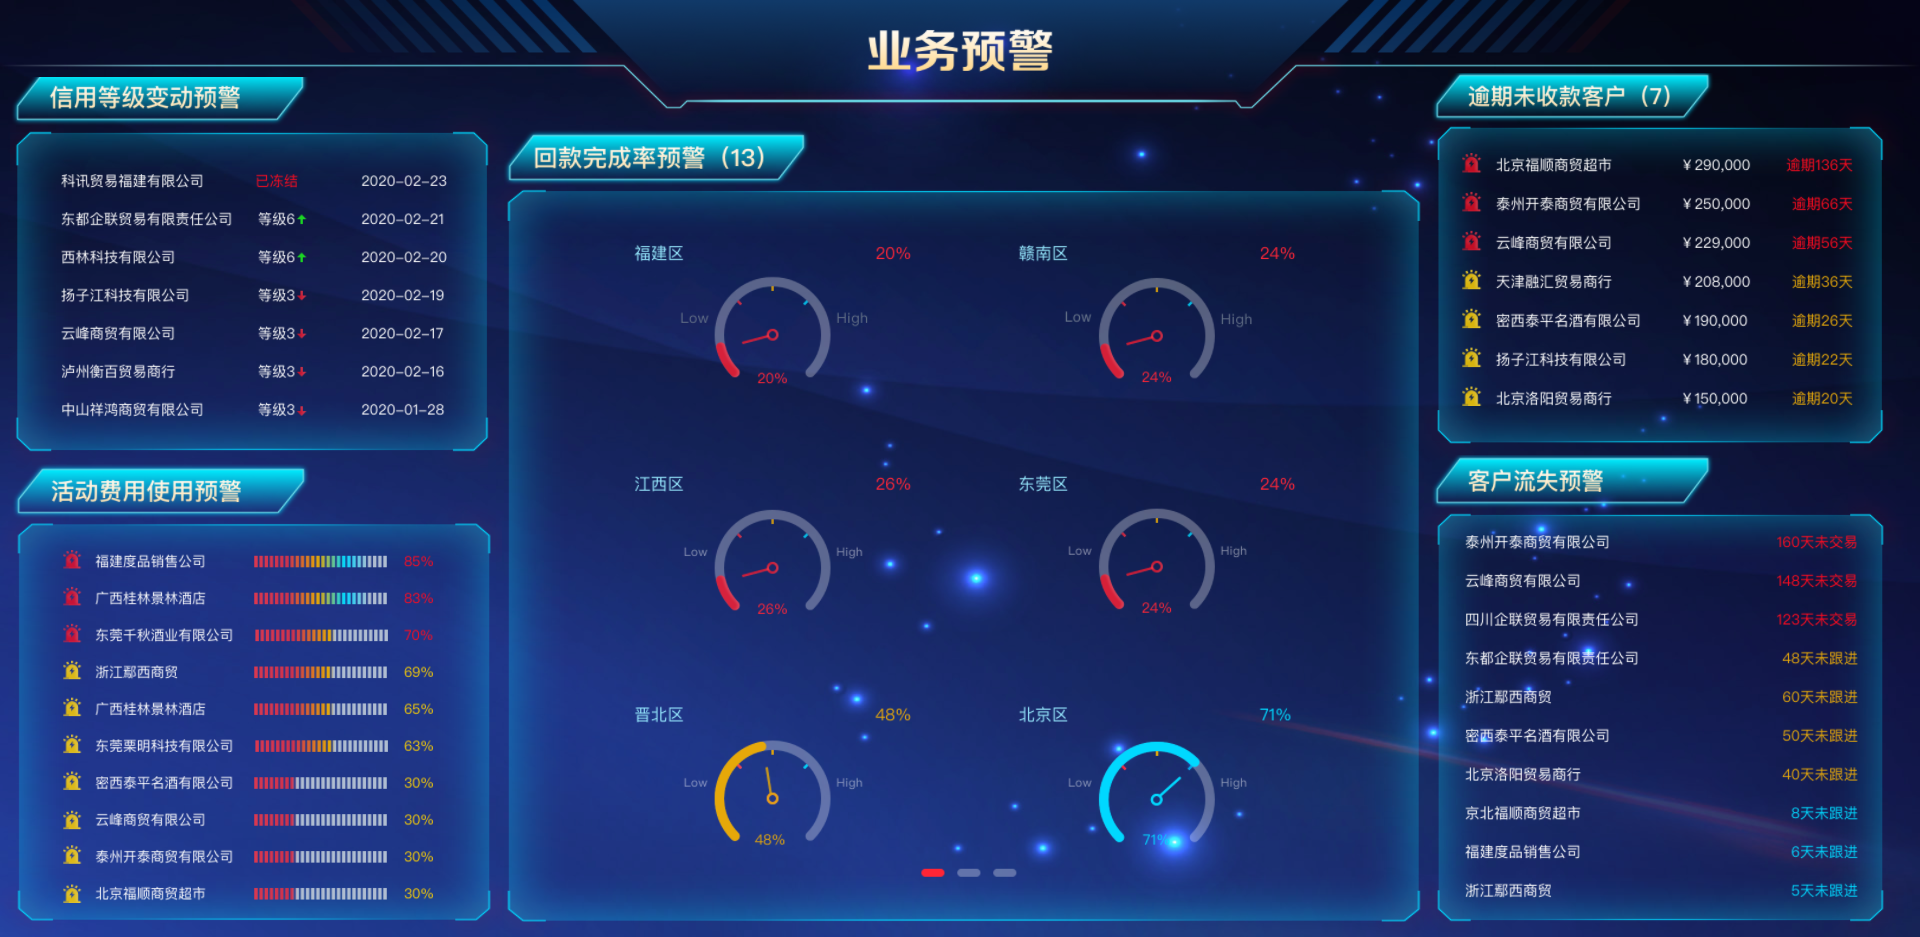 业务预警
信用等级变动预警
科讯贸易福建有限公司 已冻结 2020-02-23
东都企联贸易有限责任公司 等级6 2020-02-21
西林科技有限公司 等级6 2020-02-20
扬子江科技有限公司 等级3 2020-02-19
云峰商贸有限公司 等级3 2020-02-17
泸州衡百贸易商行 等级3 2020-02-16
中山祥鸿商贸有限公司 等级3 2020-01-28
活动费用使用预警
福建度品销售公司 85%
广西桂林景林酒店 83%
东莞千秋酒业有限公司 70%
浙江鄢西商贸 69%
广西桂林景林酒店 65%
东莞栗明科技有限公司 63%
密西泰平名酒有限公司 30%
云峰商贸有限公司 30%
泰州开泰商贸有限公司 30%
北京福顺商贸超市 30%
回款完成率预警（13）
福建区 20%
Low High
20%
赣南区 24%
Low High
24%
江西区 26%
Low High
26%
东莞区 24%
Low High
24%
晋北区 48%
Low High
48%
北京区 71%
Low High
71%
逾期未收款客户（7）
北京福顺商贸超市 ¥290,000 逾期136天
泰州开泰商贸有限公司 ¥250,000 逾期66天
云峰商贸有限公司 ¥229,000 逾期56天
天津融汇贸易商行 ¥208,000 逾期36天
密西泰平名酒有限公司 ¥190,000 逾期26天
扬子江科技有限公司 ¥180,000 逾期22天
北京洛阳贸易商行 ¥150,000 逾期20天
客户流失预警
泰州开泰商贸有限公司 160天未交易
云峰商贸有限公司 148天未交易
四川企联贸易有限责任公司 123天未交易
东都企联贸易有限责任公司 48天未跟进
浙江鄢西商贸 60天未跟进
密西泰平名酒有限公司 50天未跟进
北京洛阳贸易商行 40天未跟进
京北福顺商贸超市 8天未跟进
福建度品销售公司 6天未跟进
浙江鄢西商贸 5天未跟进